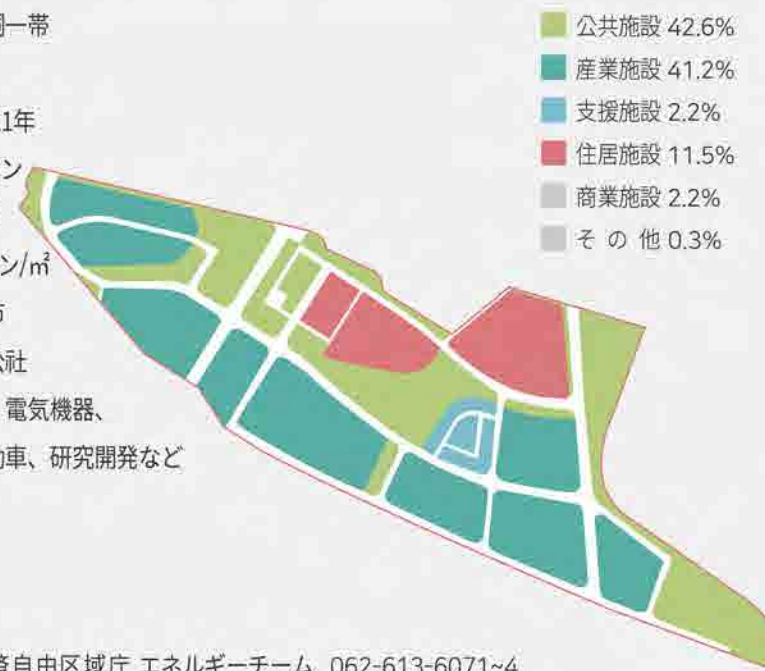 一帯
1年
ン
ン/㎡
公社
電気機器、
動車、研究開発など
公共施設 42.6%
産業施設 41.2%
支援施設 2.2%
住居施設 11.5%
商業施設 2.2%
そ の 他 0.3%
済自由区域庁 エネルギーチーム 062-613-6071~4